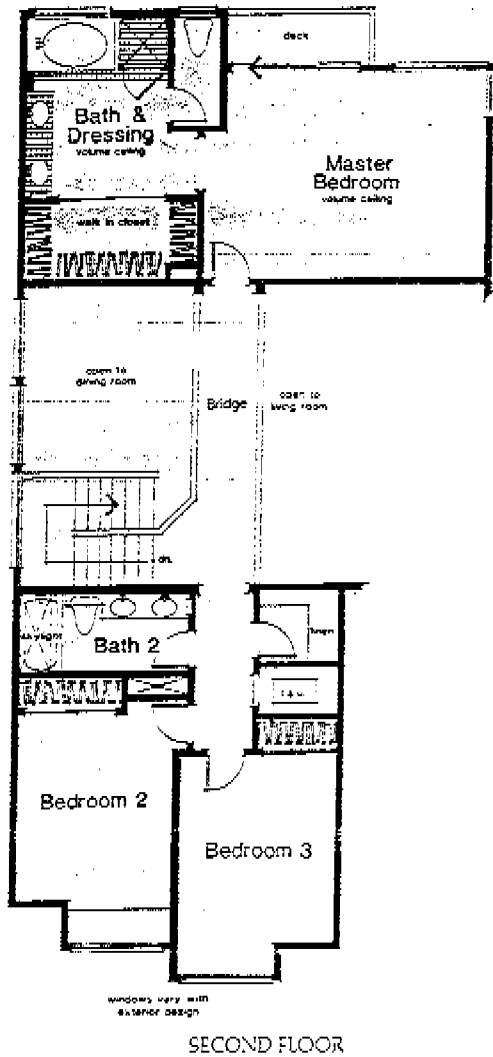 deck
Bath &
Dressing
volume ceiling
Master
Bedroom
volume ceiling
walk in closet
open to
dining room
Bridge
open to
living room
dn.
skylight
Bath 2
linen
Bedroom 2
Bedroom 3
windows vary with
exterior design
SECOND FLOOR